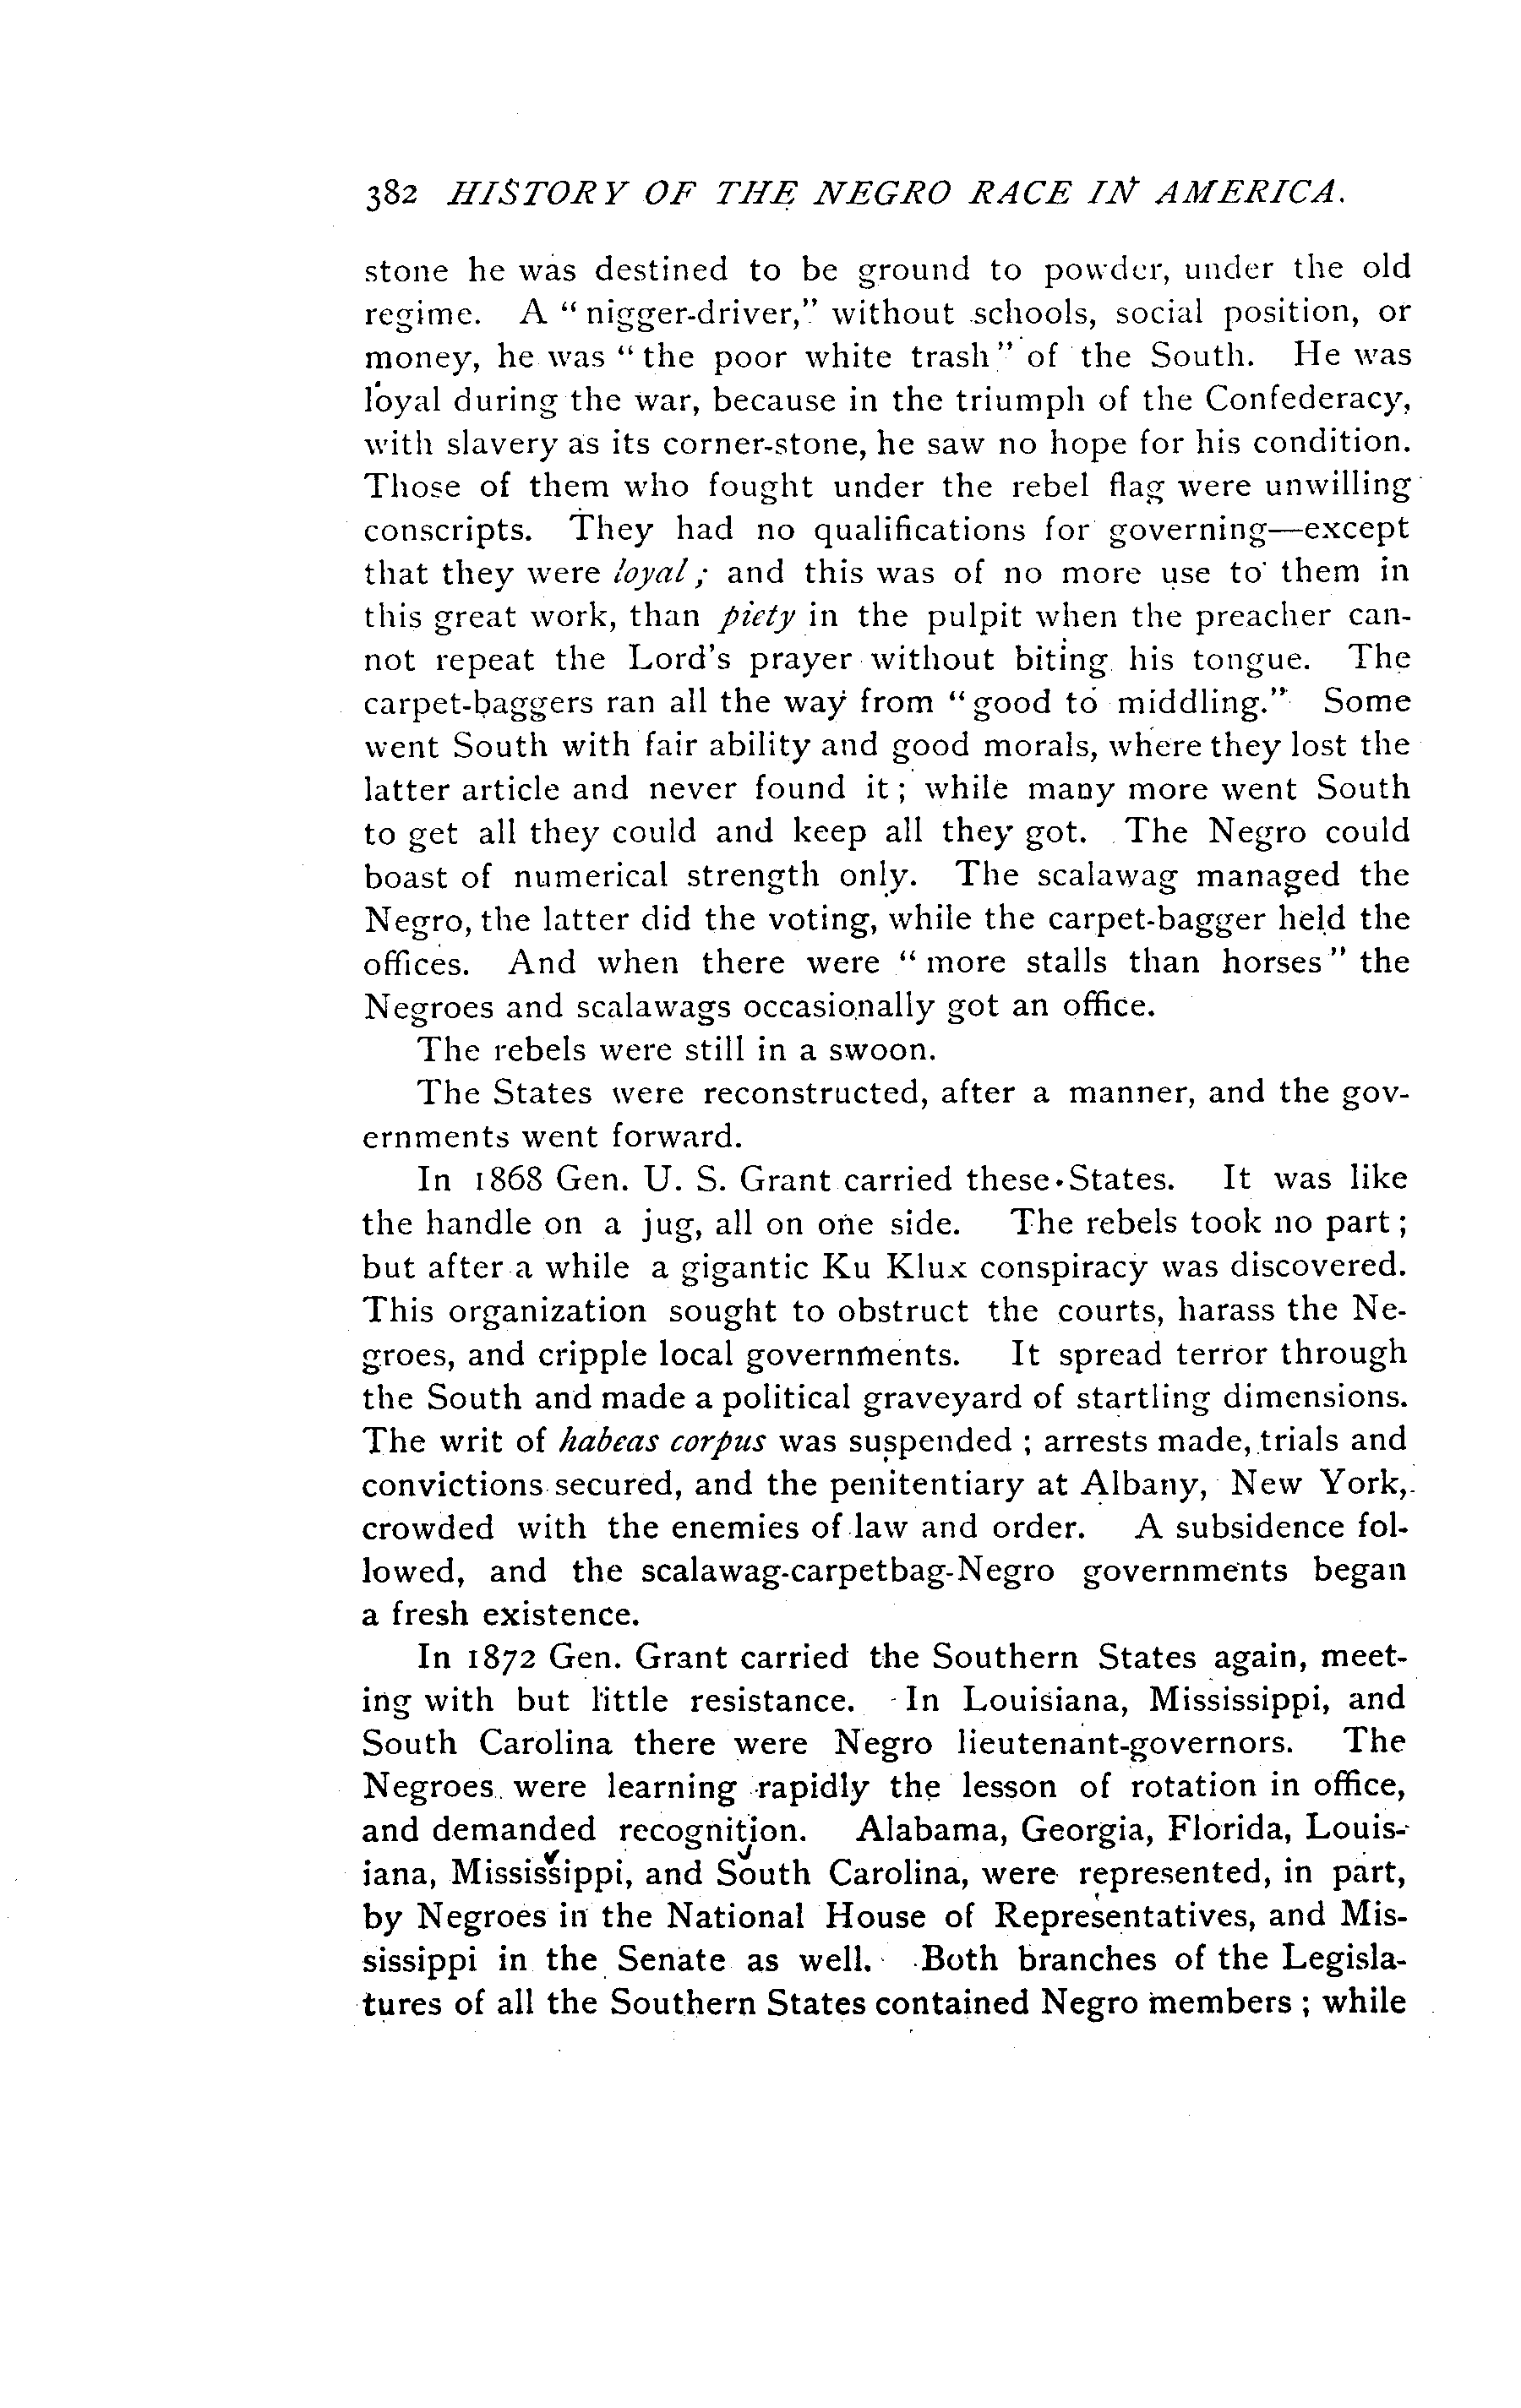 382 HISTORY OF THE NEGRO RACE IN AMERICA.
stone he was destined to be ground to powder, under the old
regime. A “nigger-driver,” without schools, social position, or
money, he was “the poor white trash” of the South. He was
loyal during the war, because in the triumph of the Confederacy,
with slavery as its corner-stone, he saw no hope for his condition.
Those of them who fought under the rebel flag were unwilling
conscripts. They had no qualifications for governing—except
that they were loyal; and this was of no more use to them in
this great work, than piety in the pulpit when the preacher can-
not repeat the Lord's prayer without biting his tongue. The
carpet-baggers ran all the way from “good to middling.” Some
went South with fair ability and good morals, where they lost the
latter article and never found it; while many more went South
to get all they could and keep all they got. The Negro could
boast of numerical strength only. The scalawag managed the
Negro, the latter did the voting, while the carpet-bagger held the
offices. And when there were “more stalls than horses” the
Negroes and scalawags occasionally got an office.
The rebels were still in a swoon.
The States were reconstructed, after a manner, and the gov-
ernments went forward.
In 1868 Gen. U. S. Grant carried these States. It was like
the handle on a jug, all on one side. The rebels took no part;
but after a while a gigantic Ku Klux conspiracy was discovered.
This organization sought to obstruct the courts, harass the Ne-
groes, and cripple local governments. It spread terror through
the South and made a political graveyard of startling dimensions.
The writ of habeas corpus was suspended; arrests made, trials and
convictions secured, and the penitentiary at Albany, New York,
crowded with the enemies of law and order. A subsidence fol-
lowed, and the scalawag-carpetbag-Negro governments began
a fresh existence.
In 1872 Gen. Grant carried the Southern States again, meet-
ing with but little resistance. In Louisiana, Mississippi, and
South Carolina there were Negro lieutenant-governors. The
Negroes were learning rapidly the lesson of rotation in office,
and demanded recognition. Alabama, Georgia, Florida, Louis-
iana, Mississippi, and South Carolina, were represented, in part,
by Negroes in the National House of Representatives, and Mis-
sissippi in the Senate as well. Both branches of the Legisla-
tures of all the Southern States contained Negro members; while